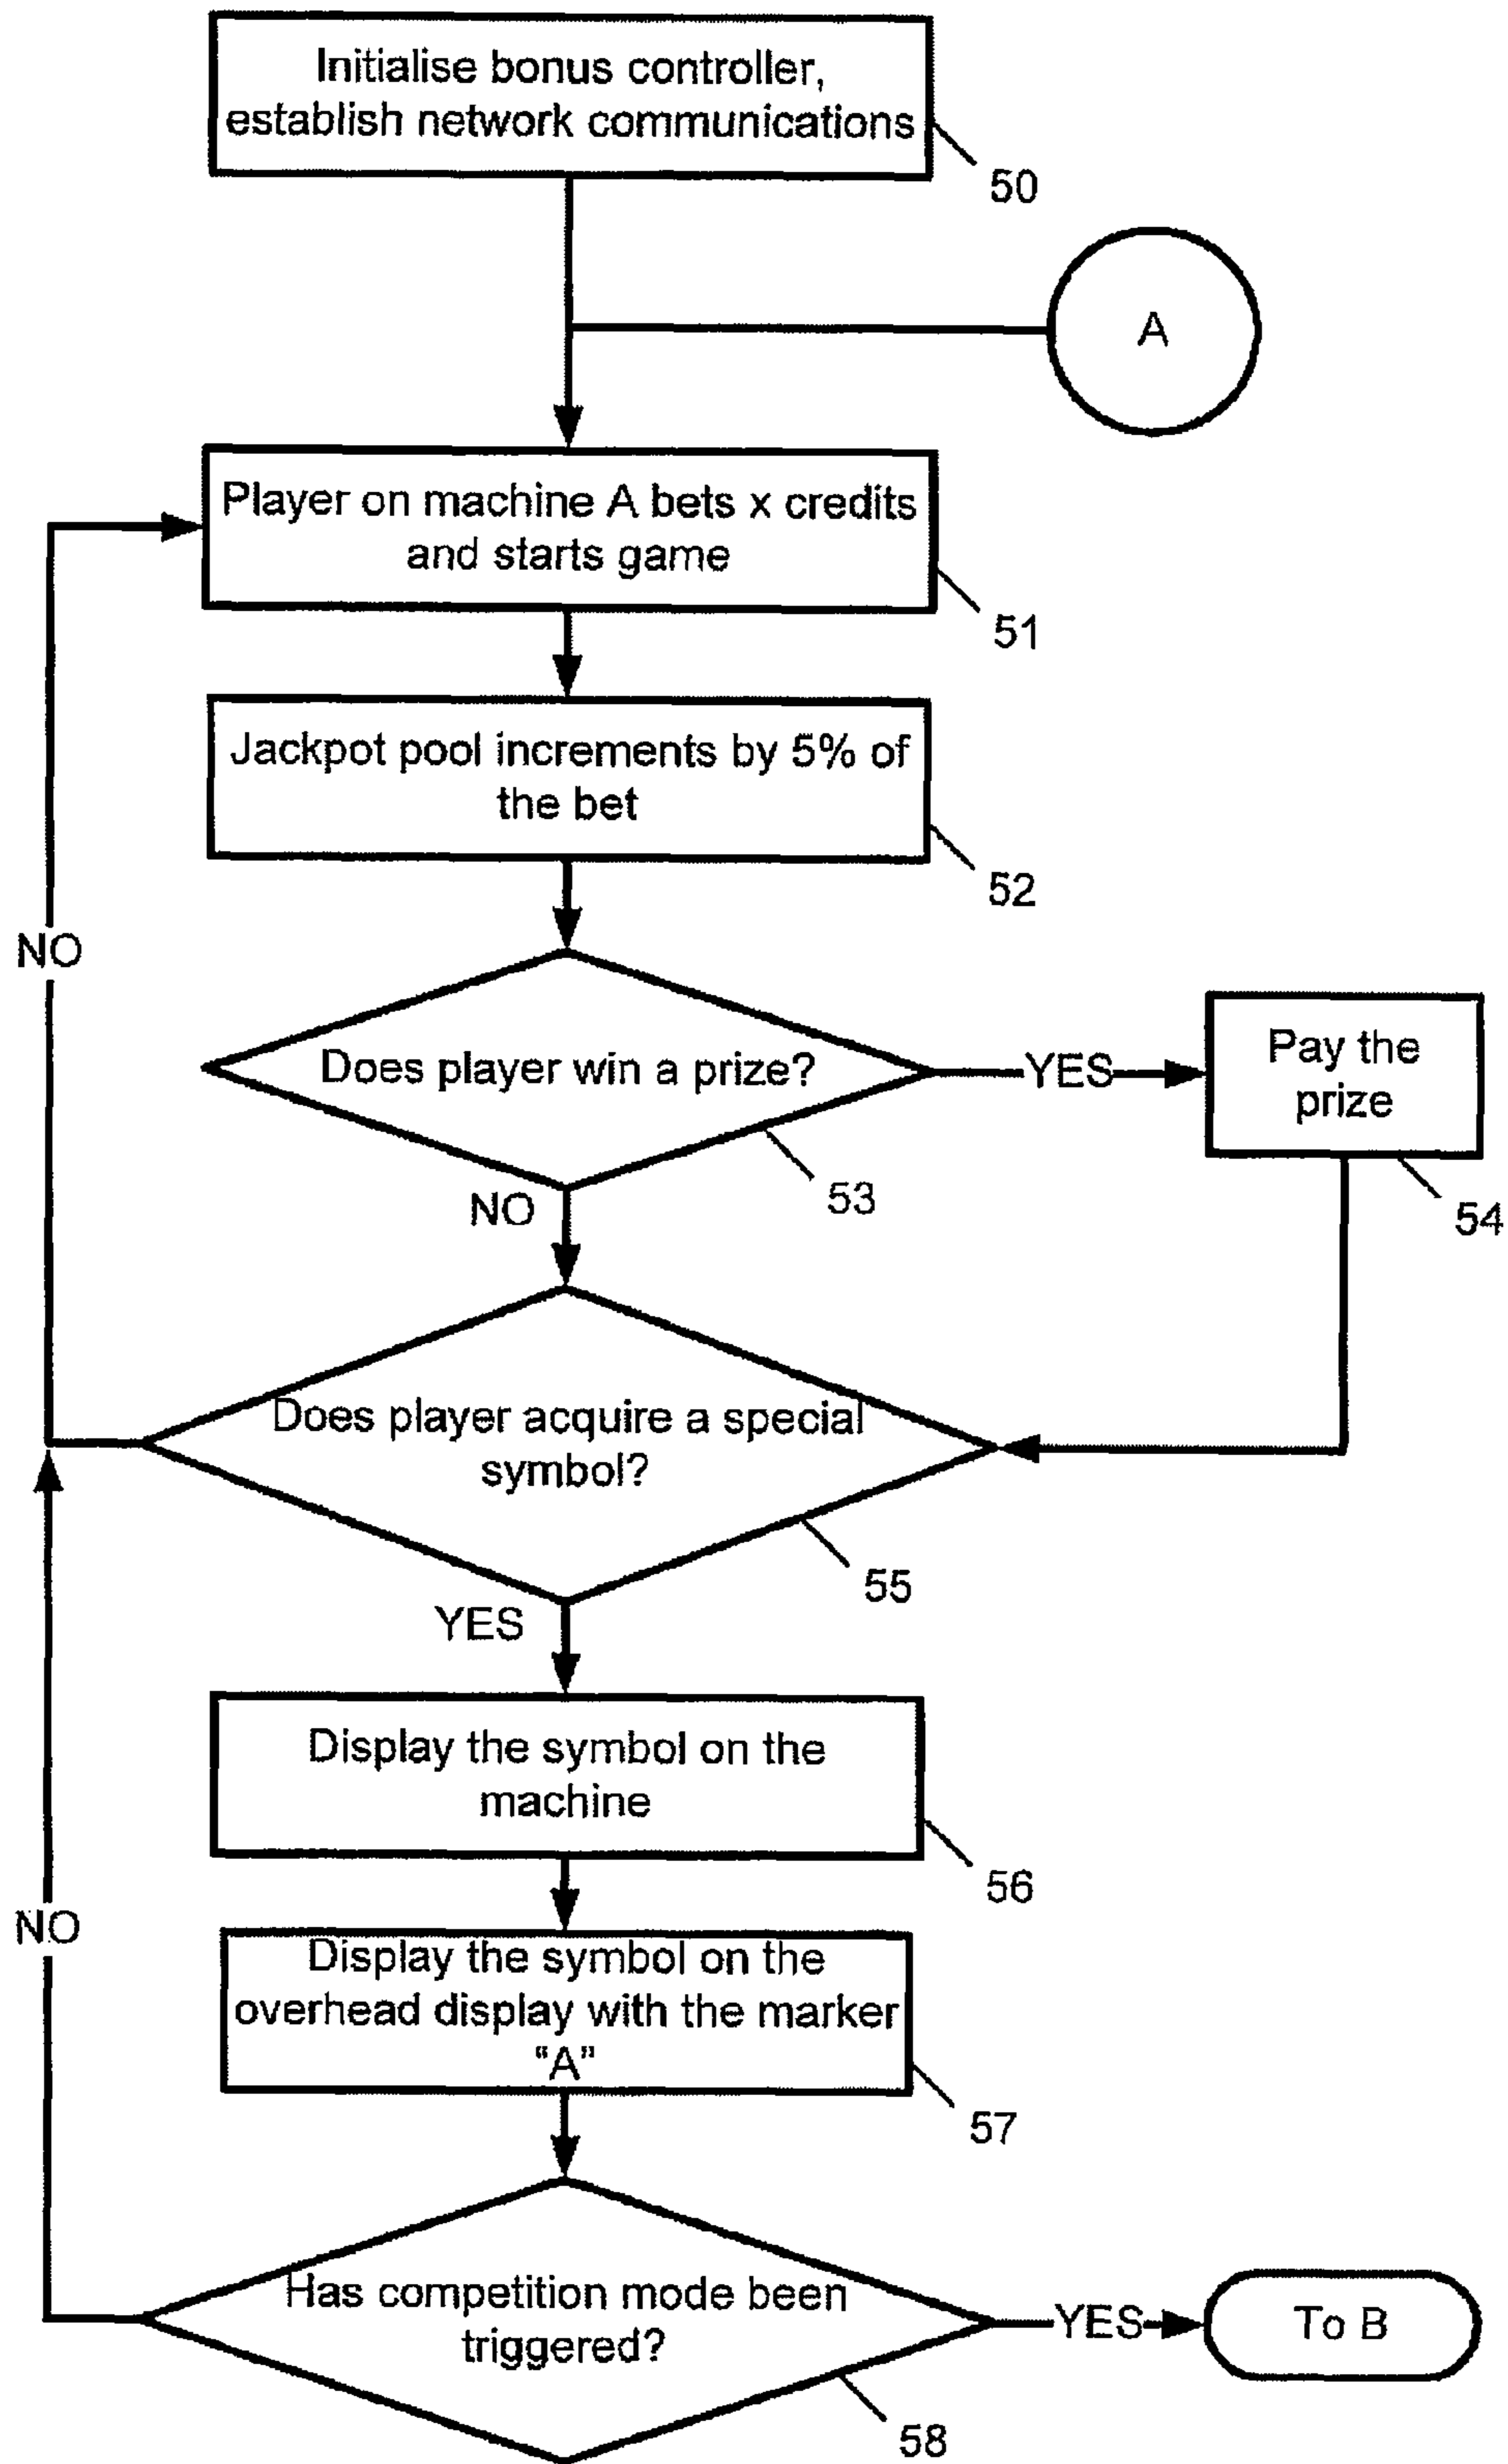 Initialise bonus controller,
establish network communications
50
A
Player on machine A bets x credits
and starts game
51
Jackpot pool increments by 5% of
the bet
52
NO
Does player win a prize?
YES
Pay the
prize
53
54
NO
Does player acquire a special
symbol?
55
YES
Display the symbol on the
machine
56
NO
Display the symbol on the
overhead display with the marker
“A”
57
Has competition mode been
triggered?
YES
To B
58